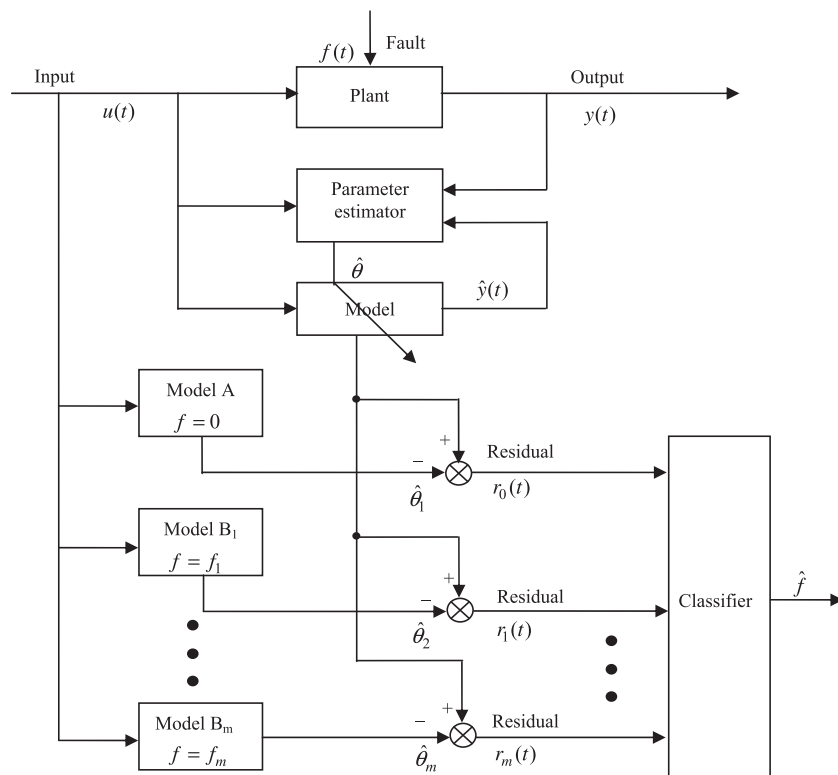 Fault
f(t)
Input
Plant
Output
u(t)
y(t)
Parameter
estimator
θ̂
ŷ(t)
Model
Model A
f = 0
+
Residual
−
θ̂₁
r₀(t)
Model B₁
f = f₁
+
Residual
−
θ̂₂
r₁(t)
Classifier
f̂
Model Bₘ
f = fₘ
+
Residual
−
θ̂ₘ
rₘ(t)